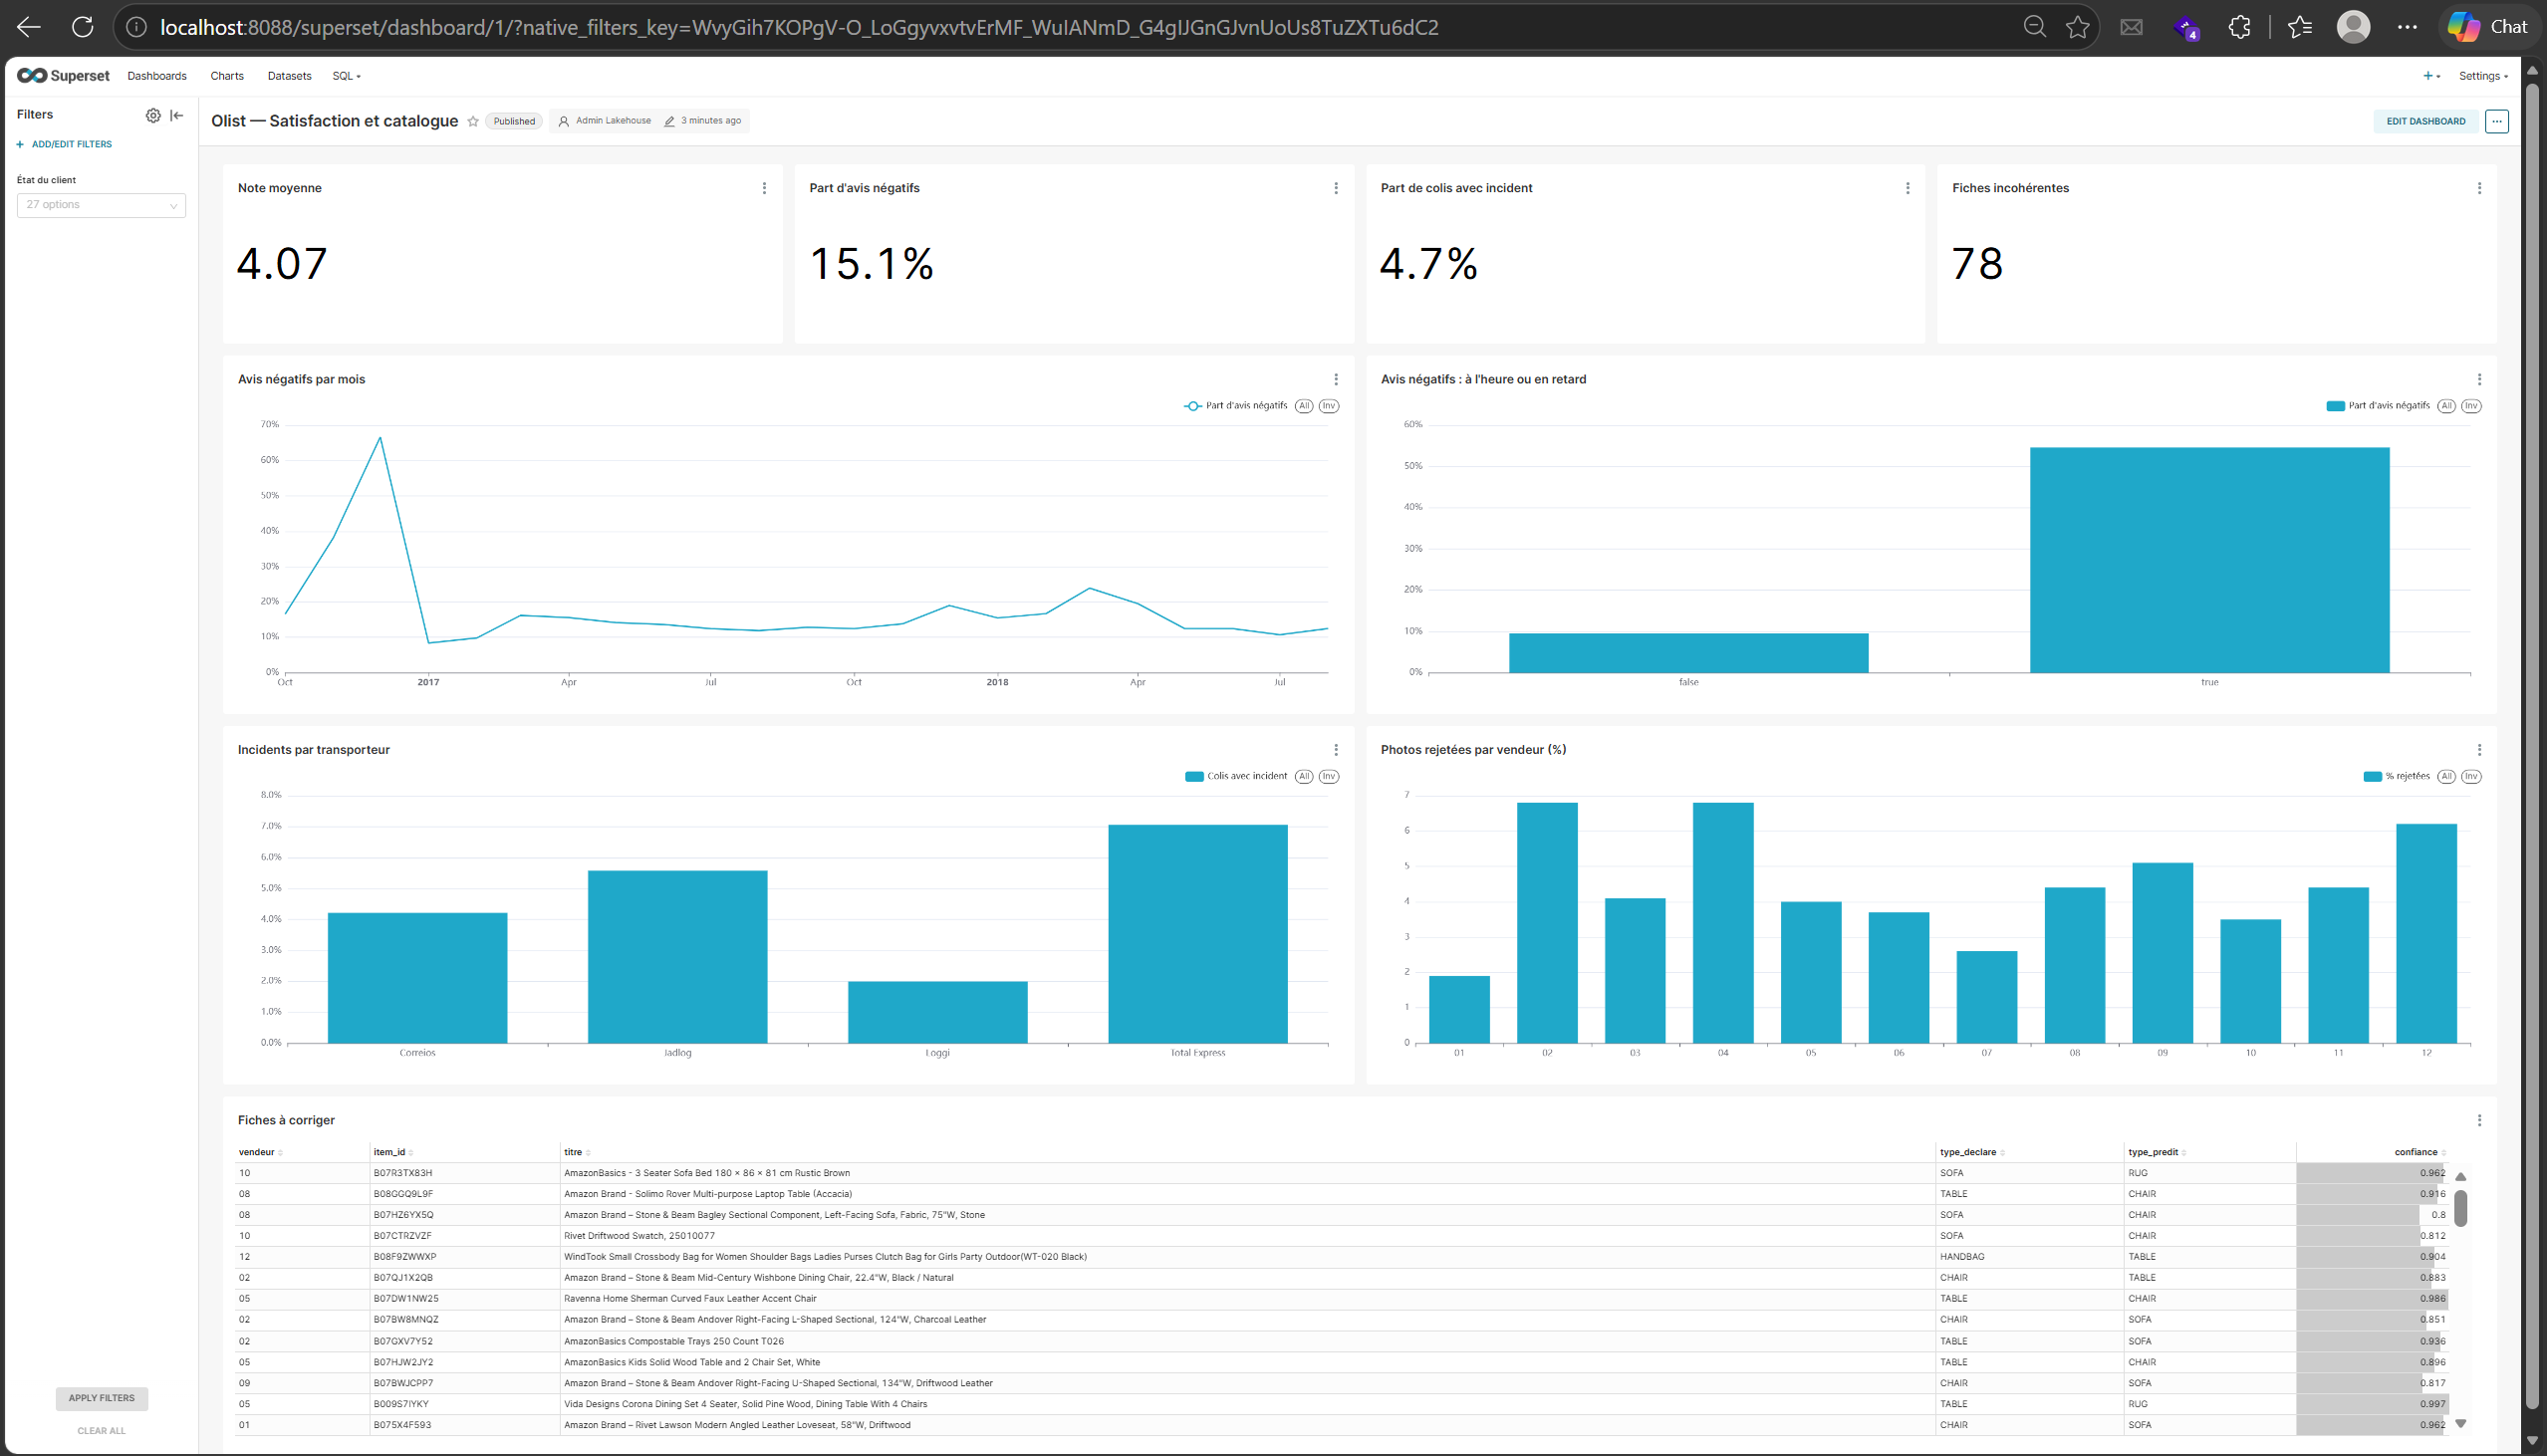 localhost:8088/superset/dashboard/1/?native_filters_key=WvyGih7KOPgV-O_LoGgyvxvtvErMF_WuIANmD_G4gIJGnGJvnUoUs8TuZXTu6dC2
4
Chat
Superset
Dashboards
Charts
Datasets
SQL
Settings
Filters
ADD/EDIT FILTERS
État du client
27 options
APPLY FILTERS
CLEAR ALL
Olist — Satisfaction et catalogue
Published
Admin Lakehouse
3 minutes ago
EDIT DASHBOARD
Note moyenne
4.07
Part d'avis négatifs
15.1%
Part de colis avec incident
4.7%
Fiches incohérentes
78
Avis négatifs par mois
Part d'avis négatifs All Inv
70%
60%
50%
40%
30%
20%
10%
0%
Oct 2017 Apr Jul Oct 2018 Apr Jul
Avis négatifs : à l'heure ou en retard
Part d'avis négatifs All Inv
60%
50%
40%
30%
20%
10%
0%
false true
Incidents par transporteur
Colis avec incident All Inv
8.0%
7.0%
6.0%
5.0%
4.0%
3.0%
2.0%
1.0%
0.0%
Correios Jadlog Loggi Total Express
Photos rejetées par vendeur (%)
% rejetées All Inv
7
6
5
4
3
2
1
0
01 02 03 04 05 06 07 08 09 10 11 12
Fiches à corriger
vendeur item_id titre type_declare type_predit confiance
10 B07R3TX83H AmazonBasics - 3 Seater Sofa Bed 180 x 86 x 81 cm Rustic Brown SOFA RUG 0.962
08 B08GGQ9L9F Amazon Brand - Solimo Rover Multi-purpose Laptop Table (Acacia) TABLE CHAIR 0.916
08 B07HZ6YX5Q Amazon Brand – Stone & Beam Bagley Sectional Component, Left-Facing Sofa, Fabric, 75"W, Stone SOFA CHAIR 0.8
10 B07CTRZVZF Rivet Driftwood Swatch, 25010077 SOFA CHAIR 0.812
12 B08F9ZWWXP WindTook Small Crossbody Bag for Women Shoulder Bags Ladies Purses Clutch Bag for Girls Party Outdoor(WT-020 Black) HANDBAG TABLE 0.904
02 B07QJ1X2QB Amazon Brand – Stone & Beam Mid-Century Wishbone Dining Chair, 22.4"W, Black / Natural CHAIR TABLE 0.883
05 B07DW1NW25 Ravenna Home Sherman Curved Faux Leather Accent Chair TABLE CHAIR 0.986
02 B07BW8MNQZ Amazon Brand – Stone & Beam Andover Right-Facing L-Shaped Sectional, 124"W, Charcoal Leather CHAIR SOFA 0.851
02 B07GXV7Y52 AmazonBasics Compostable Trays 250 Count T026 TABLE SOFA 0.936
05 B07HJW2JY2 AmazonBasics Kids Solid Wood Table and 2 Chair Set, White TABLE CHAIR 0.896
09 B07BWJCPP7 Amazon Brand – Stone & Beam Andover Right-Facing U-Shaped Sectional, 134"W, Driftwood Leather CHAIR SOFA 0.817
05 B009S7IYKY Vida Designs Corona Dining Set 4 Seater, Solid Pine Wood, Dining Table With 4 Chairs TABLE RUG 0.997
01 B075X4F593 Amazon Brand – Rivet Lawson Modern Angled Leather Loveseat, 58"W, Driftwood CHAIR SOFA 0.962